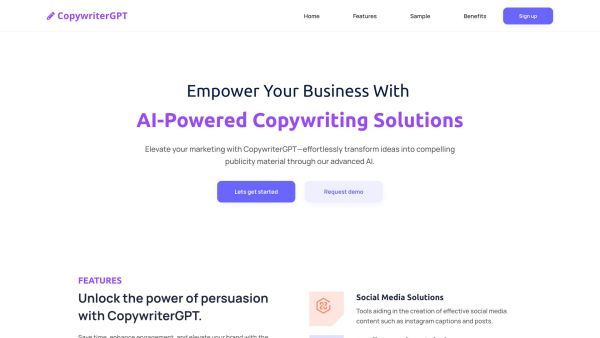 CopywriterGPT
Home
Features
Sample
Benefits
Sign up
Empower Your Business With
AI-Powered Copywriting Solutions
Elevate your marketing with CopywriterGPT—effortlessly transform ideas into compelling
publicity material through our advanced AI.
Lets get started
Request demo
FEATURES
Unlock the power of persuasion
with CopywriterGPT.
Save time, enhance engagement, and elevate your brand with the
Social Media Solutions
Tools aiding in the creation of effective social media
content such as instagram captions and posts.